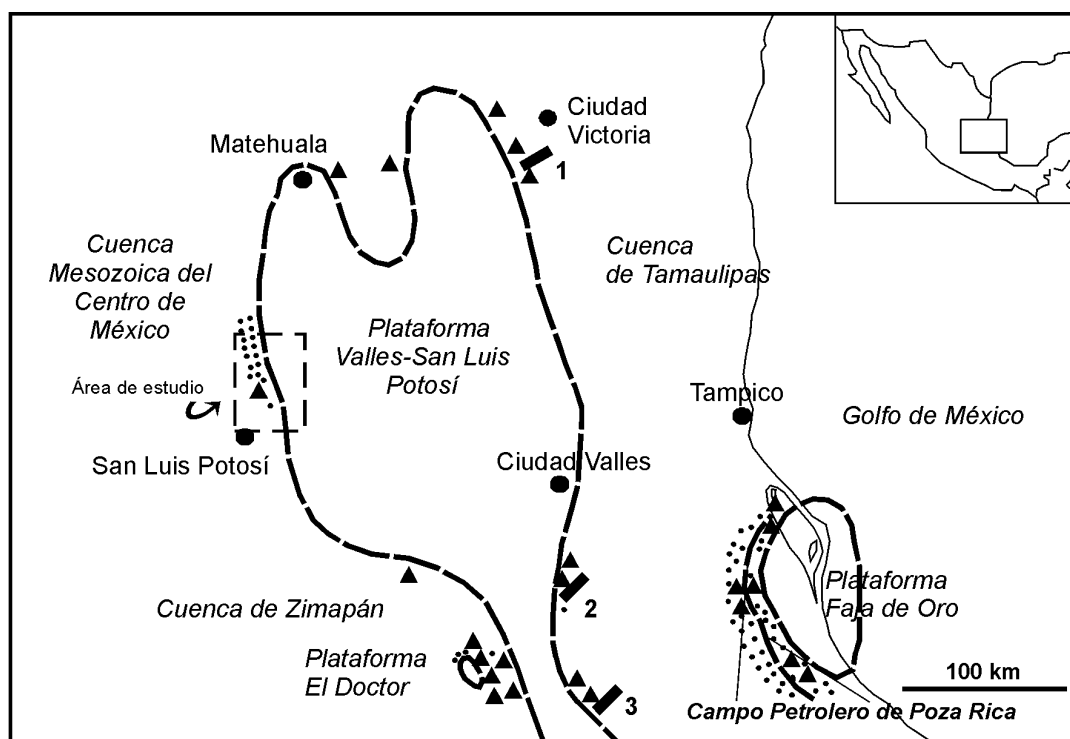 Ciudad
Victoria
Matehuala
1
Cuenca
Mesozoica del
Centro de
México
Cuenca
de Tamaulipas
Plataforma
Valles-San Luis
Potosí
Área de estudio
Tampico
Golfo de México
San Luis Potosí
Ciudad Valles
Cuenca de Zimapán
2
Plataforma
Faja de Oro
Plataforma
El Doctor
3
100 km
Campo Petrolero de Poza Rica